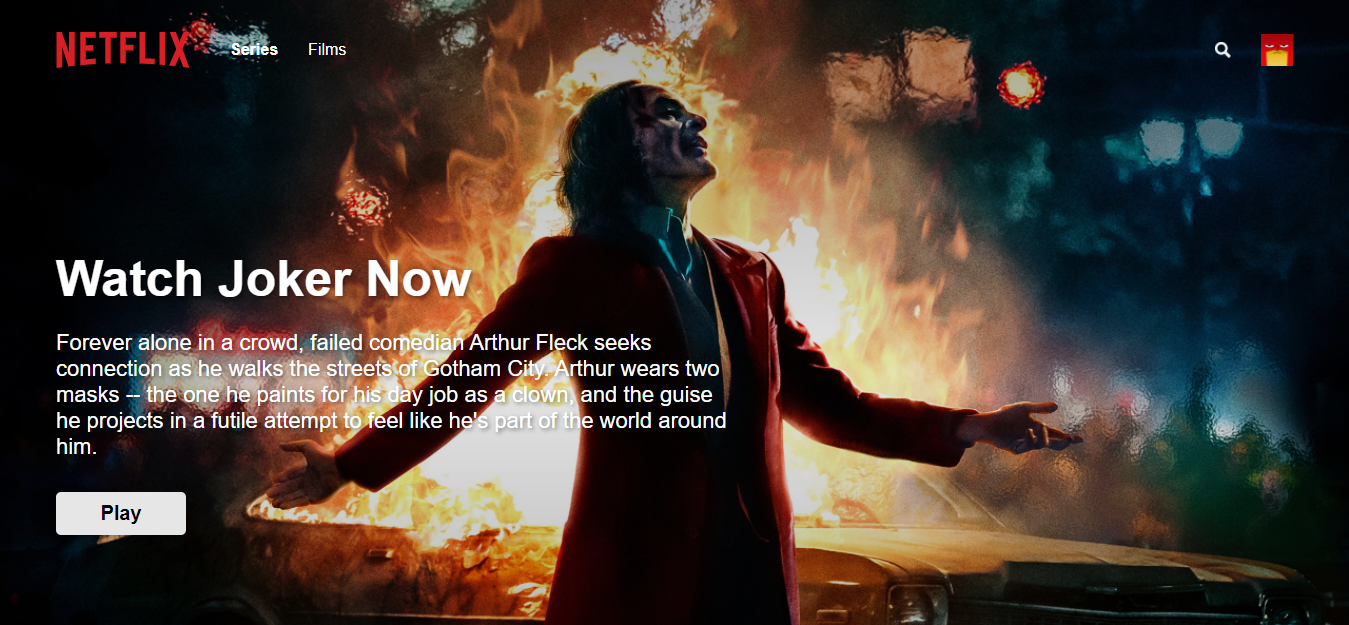 NETFLIX Series Films
Watch Joker Now
Forever alone in a crowd, failed comedian Arthur Fleck seeks
connection as he walks the streets of Gotham City. Arthur wears two
masks -- the one he paints for his day job as a clown, and the guise
he projects in a futile attempt to feel like he's part of the world around
him.
Play